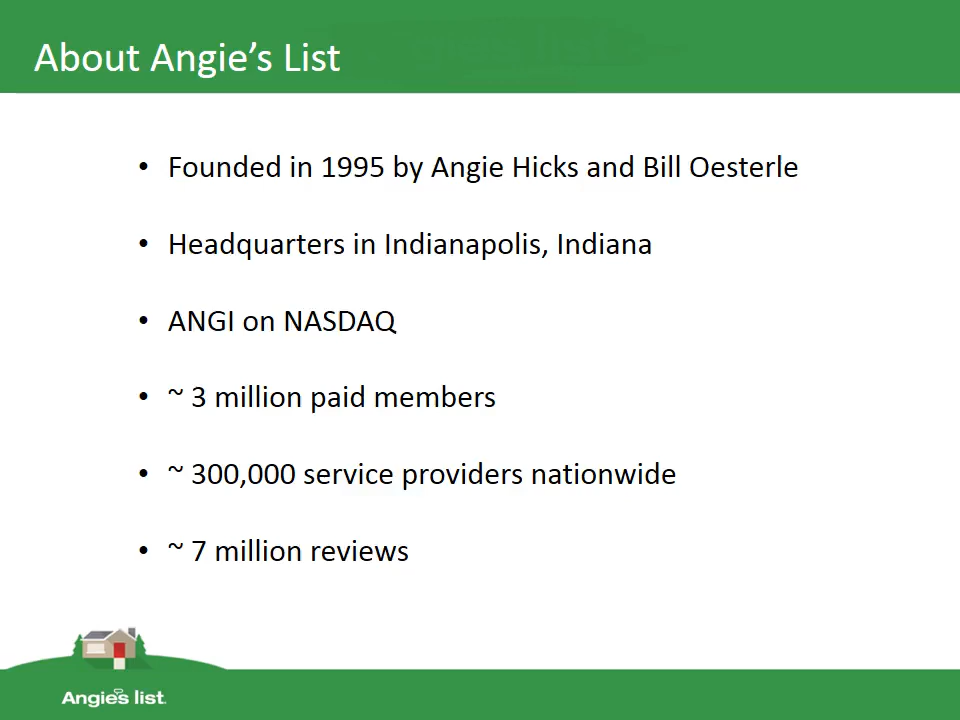 About Angie’s List
• Founded in 1995 by Angie Hicks and Bill Oesterle
• Headquarters in Indianapolis, Indiana
• ANGI on NASDAQ
• ~ 3 million paid members
• ~ 300,000 service providers nationwide
• ~ 7 million reviews
Angie's list.